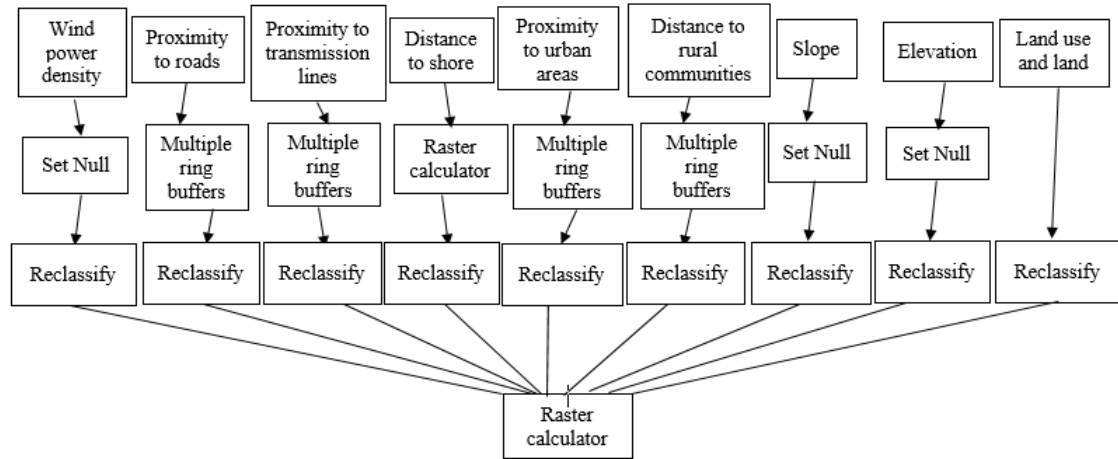 Wind
power
density
Proximity
to roads
Proximity to
transmission
lines
Distance
to shore
Proximity
to urban
areas
Distance to
rural
communities
Slope
Elevation
Land use
and land
Set Null
Multiple
ring
buffers
Multiple
ring
buffers
Raster
calculator
Multiple
ring
buffers
Multiple
ring
buffers
Set Null
Set Null
Reclassify
Reclassify
Reclassify
Reclassify
Reclassify
Reclassify
Reclassify
Reclassify
Reclassify
Raster
calculator